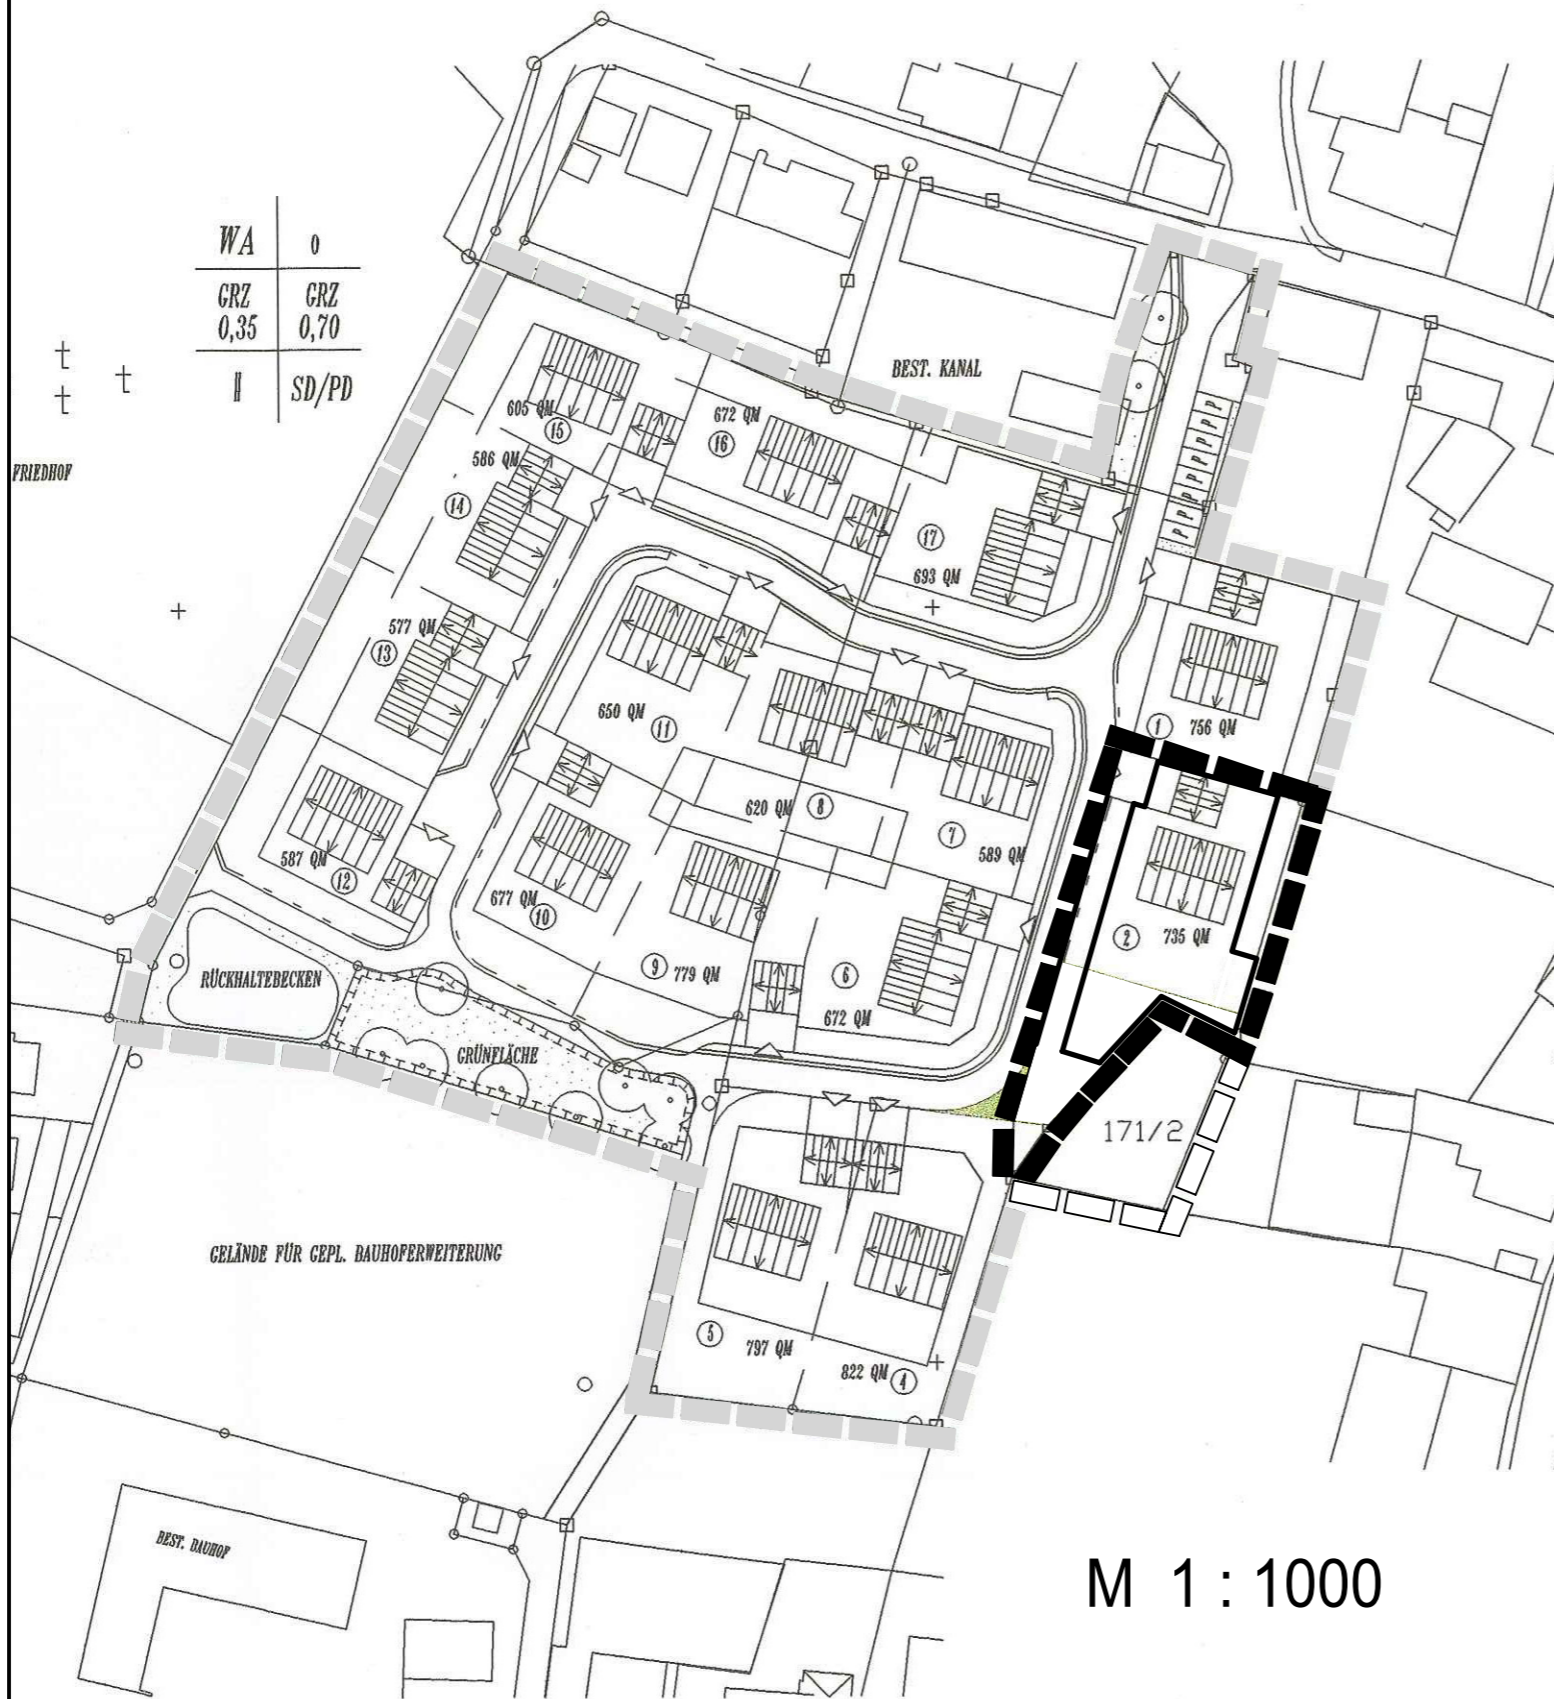 WA o
GRZ GRZ
0,35 0,70
II SD/PD
FRIEDHOF
BEST. KANAL
605 QM
15
672 QM
16
586 QM
14
17
693 QM
P P P P P P P
577 QM
13
650 QM
11
1
756 QM
620 QM
8
7
589 QM
587 QM
12
677 QM
10
2
735 QM
9
779 QM
6
672 QM
RÜCKHALTEBECKEN
GRÜNFLÄCHE
171/2
GELÄNDE FÜR GEPL. BAUHOFERWEITERUNG
5
797 QM
822 QM
4
BEST. BAUHOF
M 1 : 1000